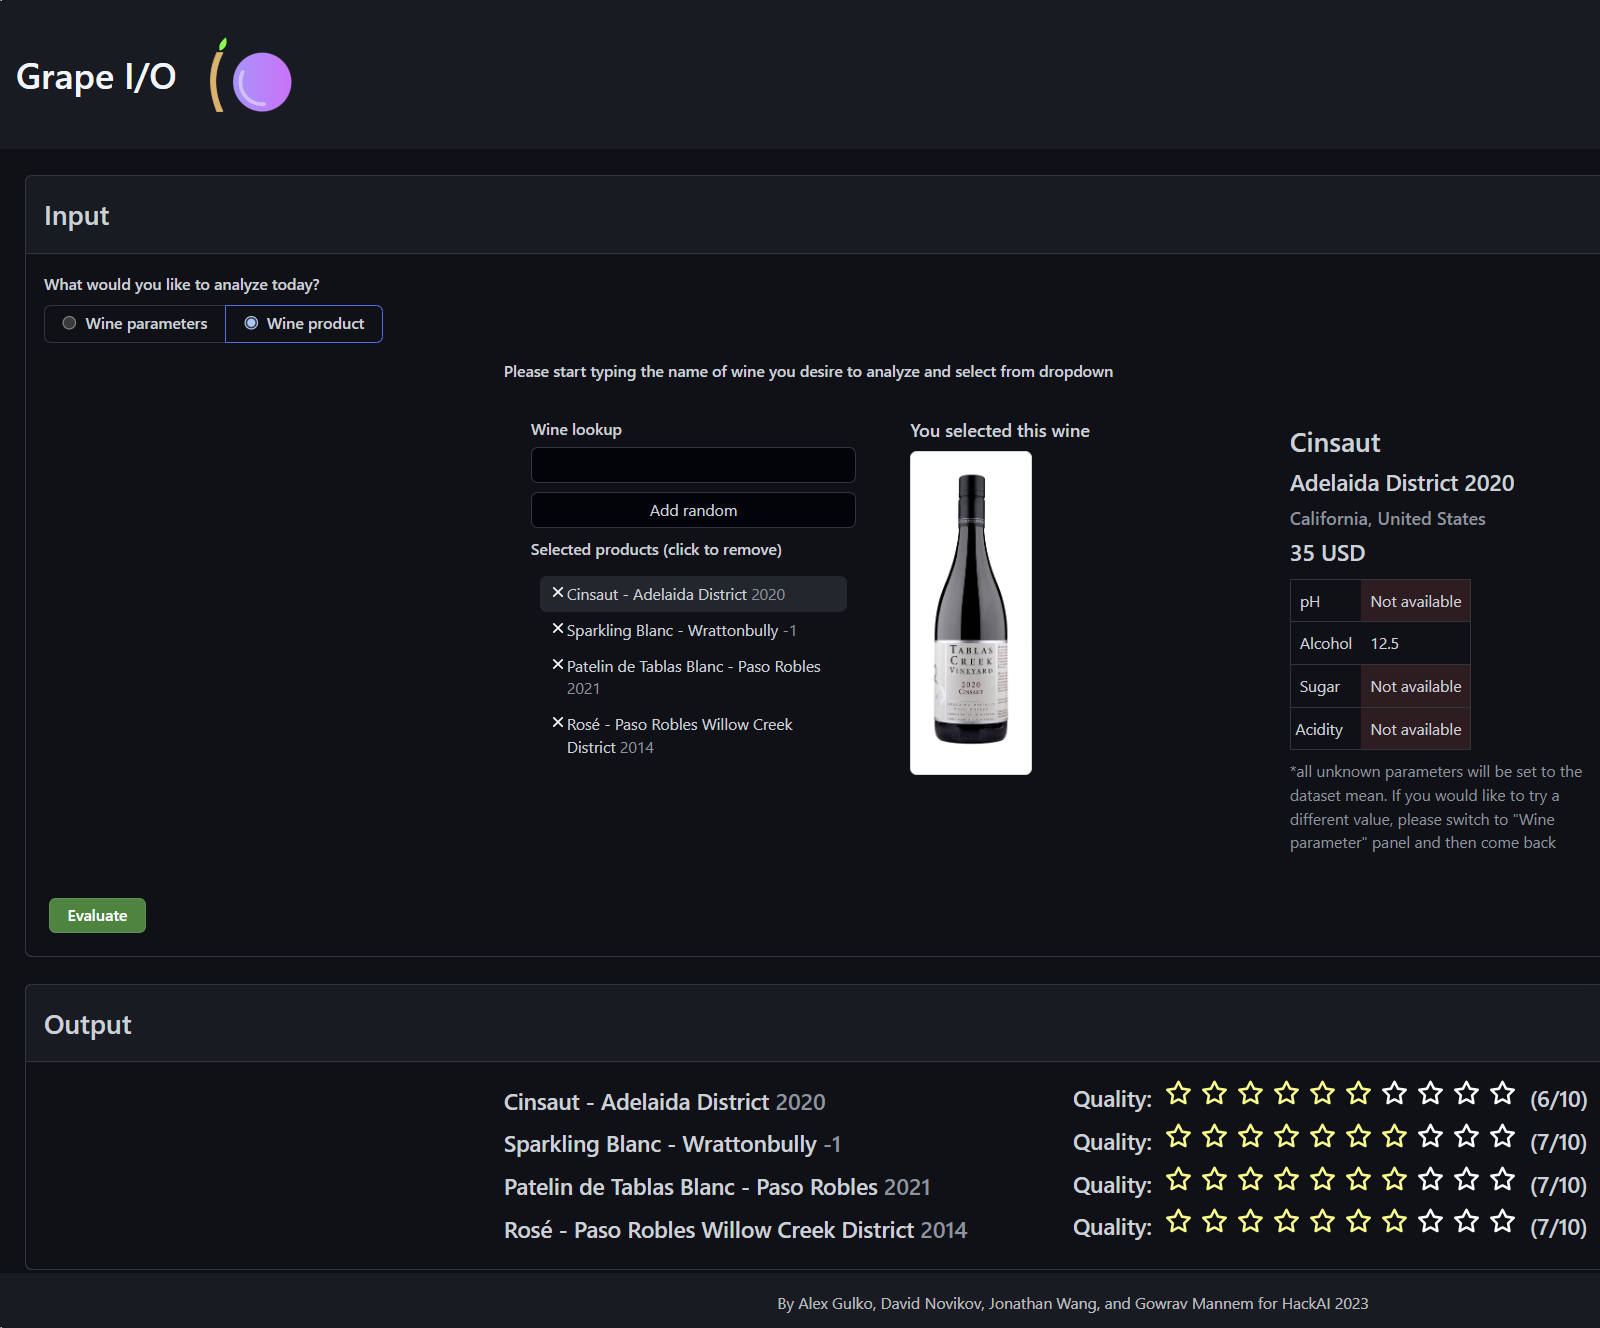 Grape I/O
Input
What would you like to analyze today?
Wine parameters
Wine product
Please start typing the name of wine you desire to analyze and select from dropdown
Wine lookup
Add random
Selected products (click to remove)
Cinsaut - Adelaida District 2020
Sparkling Blanc - Wrattonbully -1
Patelin de Tablas Blanc - Paso Robles
2021
Rosé - Paso Robles Willow Creek
District 2014
You selected this wine
TABLAS
CREEK
VINEYARD
2020
CINSAUT
Cinsaut
Adelaida District 2020
California, United States
35 USD
pH Not available
Alcohol 12.5
Sugar Not available
Acidity Not available
*all unknown parameters will be set to the
dataset mean. If you would like to try a
different value, please switch to "Wine
parameter" panel and then come back
Evaluate
Output
Cinsaut - Adelaida District 2020 Quality: (6/10)
Sparkling Blanc - Wrattonbully -1 Quality: (7/10)
Patelin de Tablas Blanc - Paso Robles 2021 Quality: (7/10)
Rosé - Paso Robles Willow Creek District 2014 Quality: (7/10)
By Alex Gulko, David Novikov, Jonathan Wang, and Gowrav Mannem for HackAI 2023